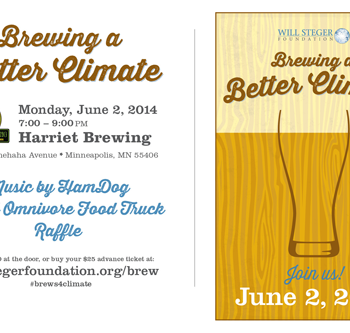 Brewing a
Better Climate
Monday, June 2, 2014
7:00 – 9:00 PM
Harriet Brewing
nehaha Avenue • Minneapolis, MN 55406
Music by HamDog
Omnivore Food Truck
Raffle
at the door, or buy your $25 advance ticket at:
egerfoundation.org/brew
#brews4climate
WILL STEGER
FOUNDATION
Brewing a
Better Clim
Join us!
June 2, 2